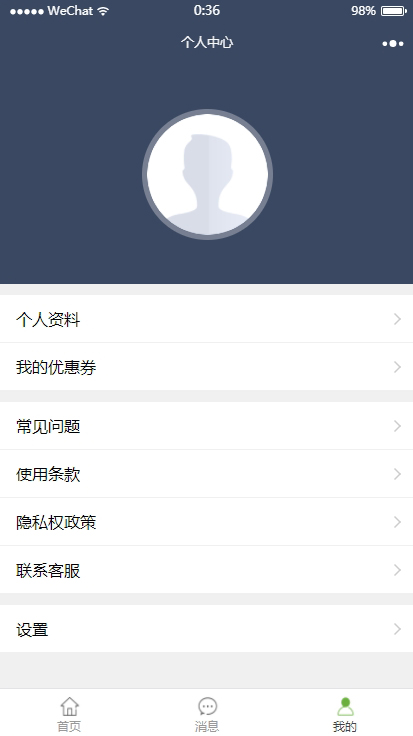 WeChat 0:36 98%
个人中心
个人资料
我的优惠券
常见问题
使用条款
隐私权政策
联系客服
设置
首页 消息 我的